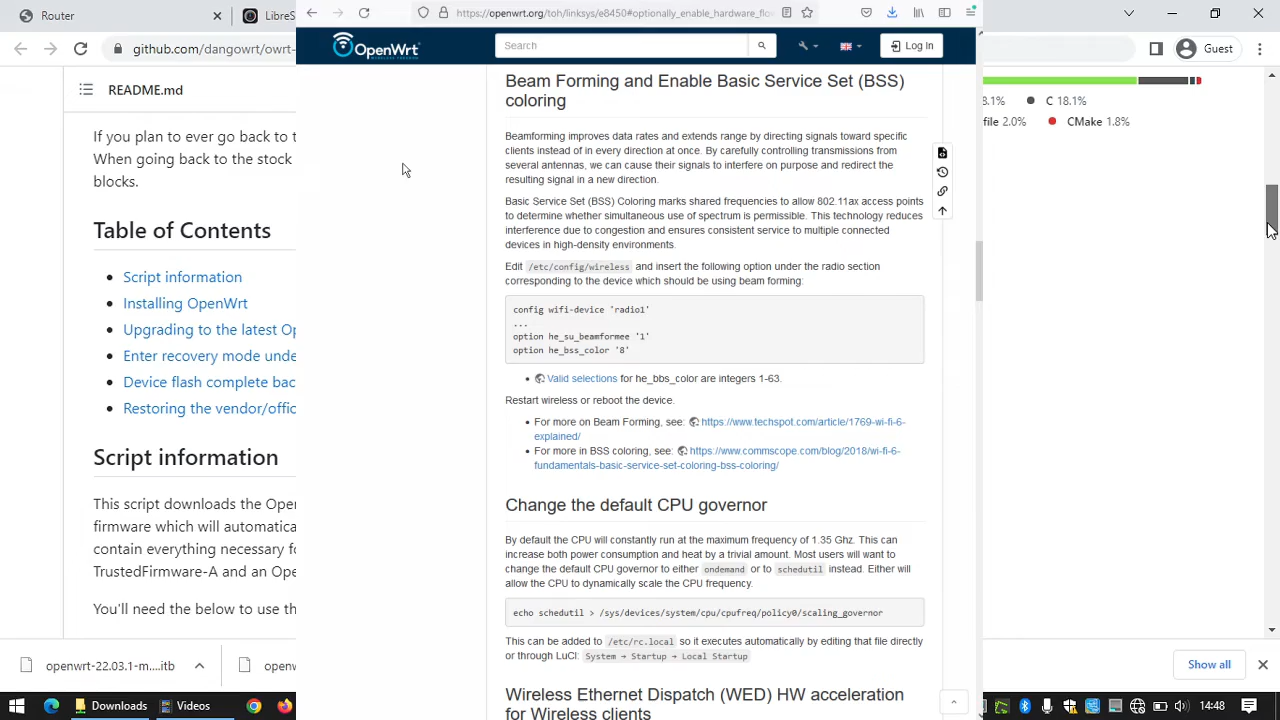 https://openwrt.org/toh/linksys/e8450#optionally_enable_hardware_flo
github.com/dangowrt/owrt-
Guest
OpenWrt
WIRELESS FREEDOM
Search
Log In
README.md
If you plan to ever go back to
When going back to the stock
blocks.
Table of Contents
Script information
Installing OpenWrt
Upgrading to the latest Op
Enter recovery mode unde
Device flash complete bac
Restoring the vendor/offic
Script information
This script downloads the
firmware which will automatica
contain everything necessary f
TrustedFirmware-A and an Open
You'll need the below to use th
Beam Forming and Enable Basic Service Set (BSS)
coloring
Beamforming improves data rates and extends range by directing signals toward specific
clients instead of in every direction at once. By carefully controlling transmissions from
several antennas, we can cause their signals to interfere on purpose and redirect the
resulting signal in a new direction.
Basic Service Set (BSS) Coloring marks shared frequencies to allow 802.11ax access points
to determine whether simultaneous use of spectrum is permissible. This technology reduces
interference due to congestion and ensures consistent service to multiple connected
devices in high-density environments.
Edit /etc/config/wireless and insert the following option under the radio section
corresponding to the device which should be using beam forming:
config wifi-device 'radio1'
...
option he_su_beamformee '1'
option he_bss_color '8'
Valid selections for he_bbs_color are integers 1-63.
Restart wireless or reboot the device.
For more on Beam Forming, see: https://www.techspot.com/article/1769-wi-fi-6-
explained/
For more in BSS coloring, see: https://www.commscope.com/blog/2018/wi-fi-6-
fundamentals-basic-service-set-coloring-bss-coloring/
Change the default CPU governor
By default the CPU will constantly run at the maximum frequency of 1.35 Ghz. This can
increase both power consumption and heat by a trivial amount. Most users will want to
change the default CPU governor to either ondemand or to schedutil instead. Either will
allow the CPU to dynamically scale the CPU frequency.
echo schedutil > /sys/devices/system/cpu/cpufreq/policy0/scaling_governor
This can be added to /etc/rc.local so it executes automatically by editing that file directly
or through LuCI: System → Startup → Local Startup
Wireless Ethernet Dispatch (WED) HW acceleration
for Wireless clients
8.1% C 18.1%
file 2.0% CMake 1.8%
openwrt-22.03.1-m....itb
openw
Show all
Downloads
Videos
14:48